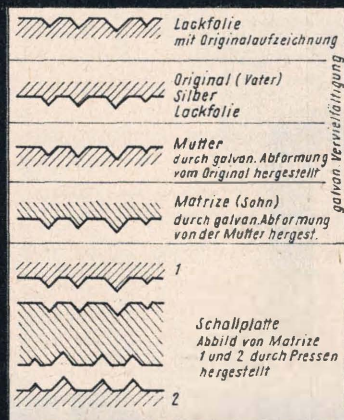 Lackfolie
mit Originalaufzeichnung
Original (Vater)
Silber
Lackfolie
Mutter
durch galvan. Abformung
vom Original hergestellt
Matrize (Sohn)
durch galvan. Abformung
von der Mutter hergest.
galvan Vervielfältigung
1
Schallplatte
Abbild von Matrize
1 und 2 durch Pressen
hergestellt
2